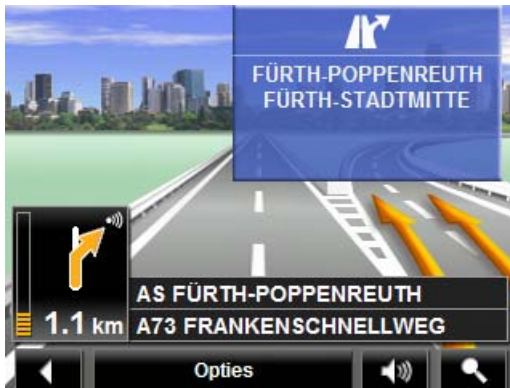 FÜRTH-POPPENREUTH
FÜRTH-STADTMITTE
AS FÜRTH-POPPENREUTH
1.1 km
A73 FRANKENSCHNELLWEG
Opties